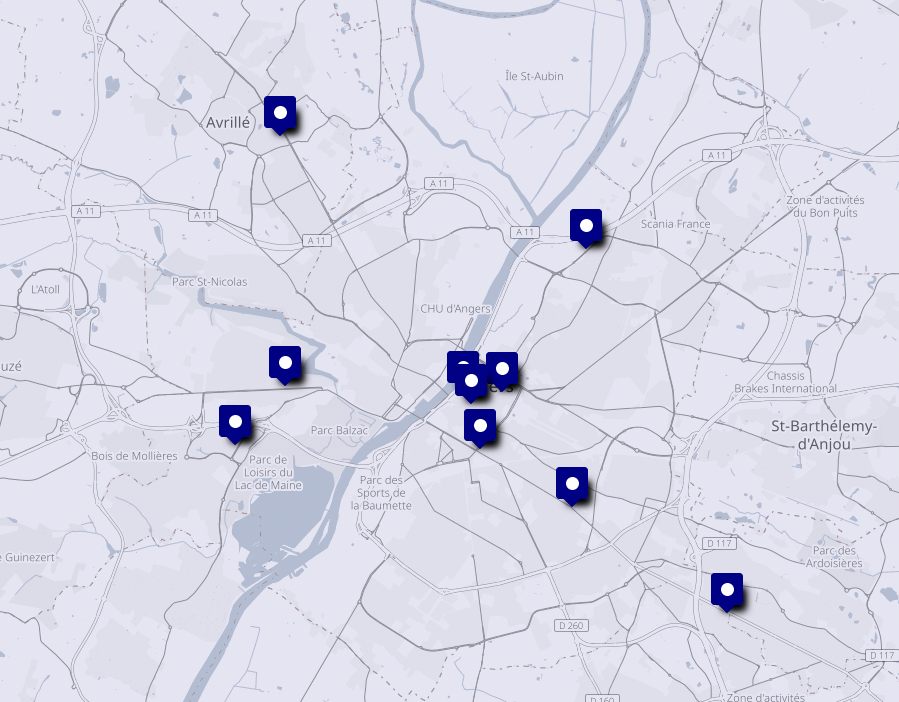 Île St-Aubin
Avrillé
A 11
A 11
A 11
A 11
A 11
A 11
Zone d'activités
du Bon Puits
Scania France
Parc St-Nicolas
L'Atoll
CHU d'Angers
uzé
Chassis
Brakes International
St-Barthélemy-
d'Anjou
Parc Balzac
Bois de Mollières
Parc de
Loisirs du
Lac de Maine
Parc des
Sports de
la Baumette
e Guinezert
D 117
Parc des
Ardoisières
D 260
D 117
D 160
Zone d'activités